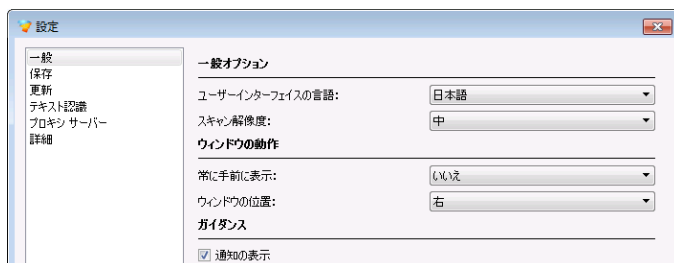 設定
一般
保存
更新
テキスト認識
プロキシ サーバー
詳細
一般オプション
ユーザーインターフェイスの言語:
日本語
スキャン解像度:
中
ウィンドウの動作
常に手前に表示:
いいえ
ウィンドウの位置:
右
ガイダンス
通知の表示